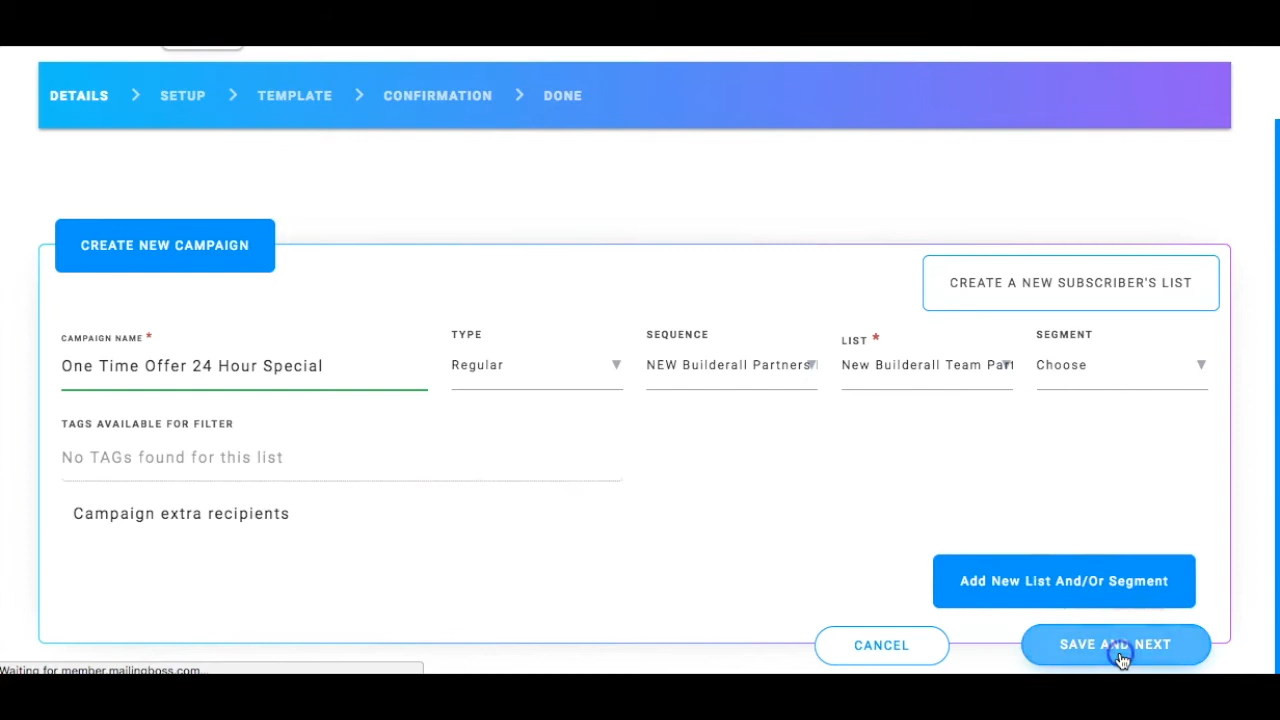 DETAILS > SETUP > TEMPLATE > CONFIRMATION > DONE
CREATE NEW CAMPAIGN
CREATE A NEW SUBSCRIBER'S LIST
CAMPAIGN NAME * TYPE SEQUENCE LIST * SEGMENT
One Time Offer 24 Hour Special Regular NEW Builderall Partners New Builderall Team Par Choose
TAGS AVAILABLE FOR FILTER
No TAGs found for this list
Campaign extra recipients
Add New List And/Or Segment
CANCEL SAVE AND NEXT
Waiting for member.mailingboss.com...